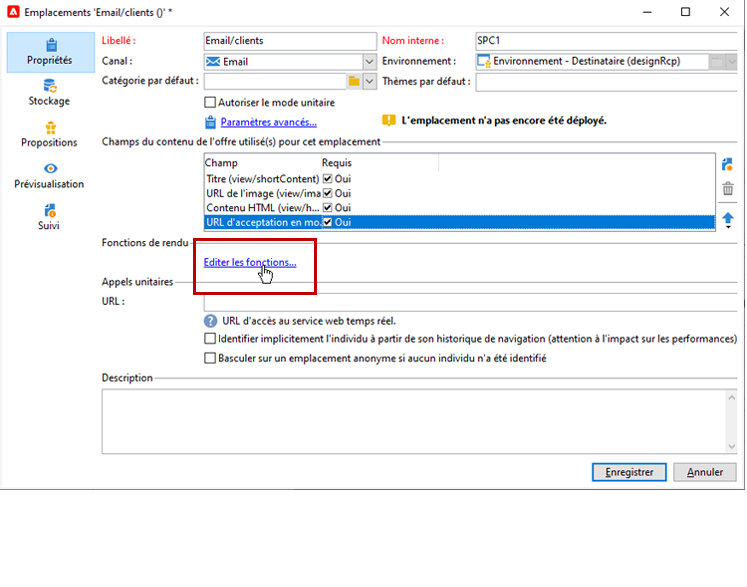 Emplacements 'Email/clients ()' *
Propriétés
Stockage
Propositions
Prévisualisation
Suivi
Libellé : Email/clients Nom interne : SPC1
Canal : Email Environnement : Environnement - Destinataire (designRcp)
Catégorie par défaut : Thèmes par défaut :
Autoriser le mode unitaire
Paramètres avancés... L'emplacement n'a pas encore été déployé.
Champs du contenu de l'offre utilisé(s) pour cet emplacement
Champ Requis
Titre (view/shortContent) Oui
URL de l'image (view/ima Oui
Contenu HTML (view/h... Oui
URL d'acceptation en mo... Oui
Fonctions de rendu
Editer les fonctions...
Appels unitaires
URL :
URL d'accès au service web temps réel.
Identifier implicitement l'individu à partir de son historique de navigation (attention à l'impact sur les performances)
Basculer sur un emplacement anonyme si aucun individu n'a été identifié
Description
Enregistrer Annuler